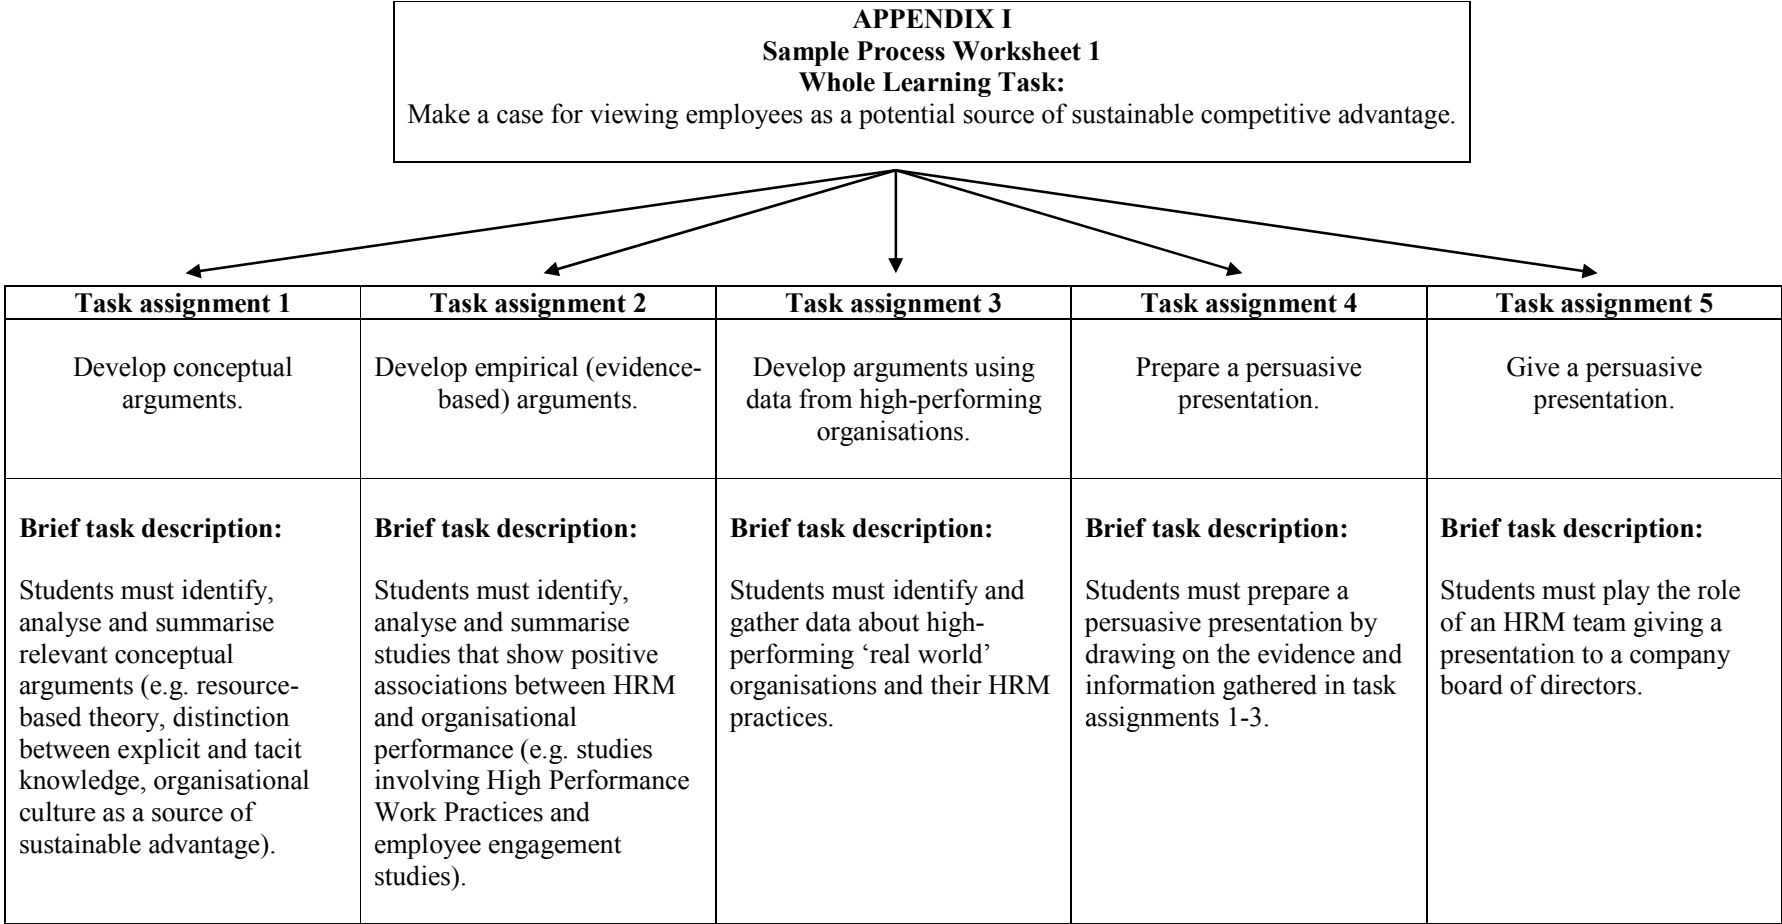 APPENDIX I
Sample Process Worksheet 1
Whole Learning Task:
Make a case for viewing employees as a potential source of sustainable competitive advantage.
Task assignment 1
Task assignment 2
Task assignment 3
Task assignment 4
Task assignment 5
Develop conceptual
arguments.
Develop empirical (evidence-
based) arguments.
Develop arguments using
data from high-performing
organisations.
Prepare a persuasive
presentation.
Give a persuasive
presentation.
Brief task description:
Students must identify,
analyse and summarise
relevant conceptual
arguments (e.g. resource-
based theory, distinction
between explicit and tacit
knowledge, organisational
culture as a source of
sustainable advantage).
Brief task description:
Students must identify,
analyse and summarise
studies that show positive
associations between HRM
and organisational
performance (e.g. studies
involving High Performance
Work Practices and
employee engagement
studies).
Brief task description:
Students must identify and
gather data about high-
performing ‘real world’
organisations and their HRM
practices.
Brief task description:
Students must prepare a
persuasive presentation by
drawing on the evidence and
information gathered in task
assignments 1-3.
Brief task description:
Students must play the role
of an HRM team giving a
presentation to a company
board of directors.